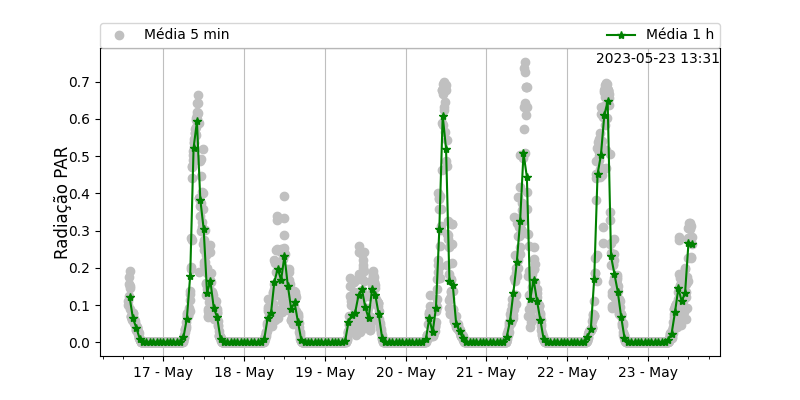 Média 5 min
Média 1 h
2023-05-23 13:31
Radiação PAR
0.7
0.6
0.5
0.4
0.3
0.2
0.1
0.0
17 - May
18 - May
19 - May
20 - May
21 - May
22 - May
23 - May